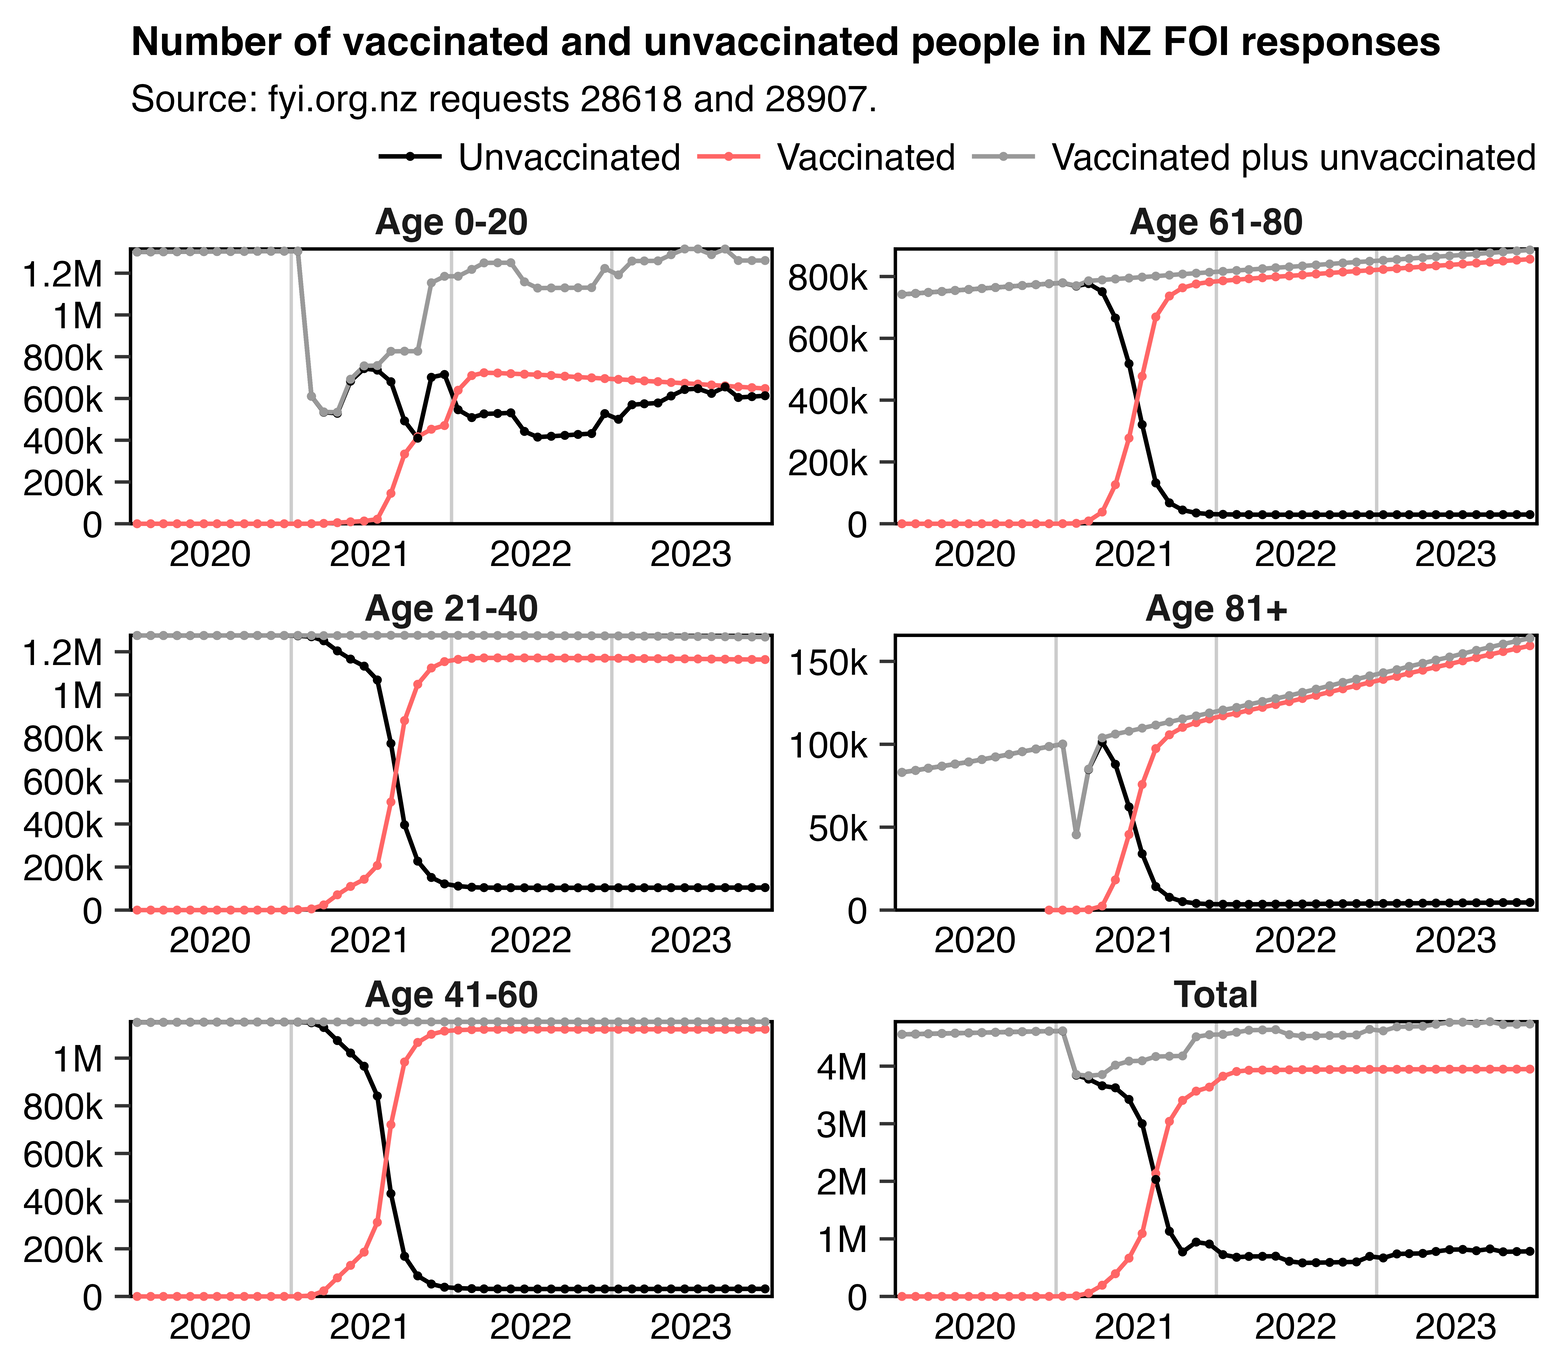 Number of vaccinated and unvaccinated people in NZ FOI responses
Source: fyi.org.nz requests 28618 and 28907.
Unvaccinated Vaccinated Vaccinated plus unvaccinated
Age 0-20
1.2M
1M
800k
600k
400k
200k
0
2020 2021 2022 2023
Age 61-80
800k
600k
400k
200k
0
2020 2021 2022 2023
Age 21-40
1.2M
1M
800k
600k
400k
200k
0
2020 2021 2022 2023
Age 81+
150k
100k
50k
0
2020 2021 2022 2023
Age 41-60
1M
800k
600k
400k
200k
0
2020 2021 2022 2023
Total
4M
3M
2M
1M
0
2020 2021 2022 2023